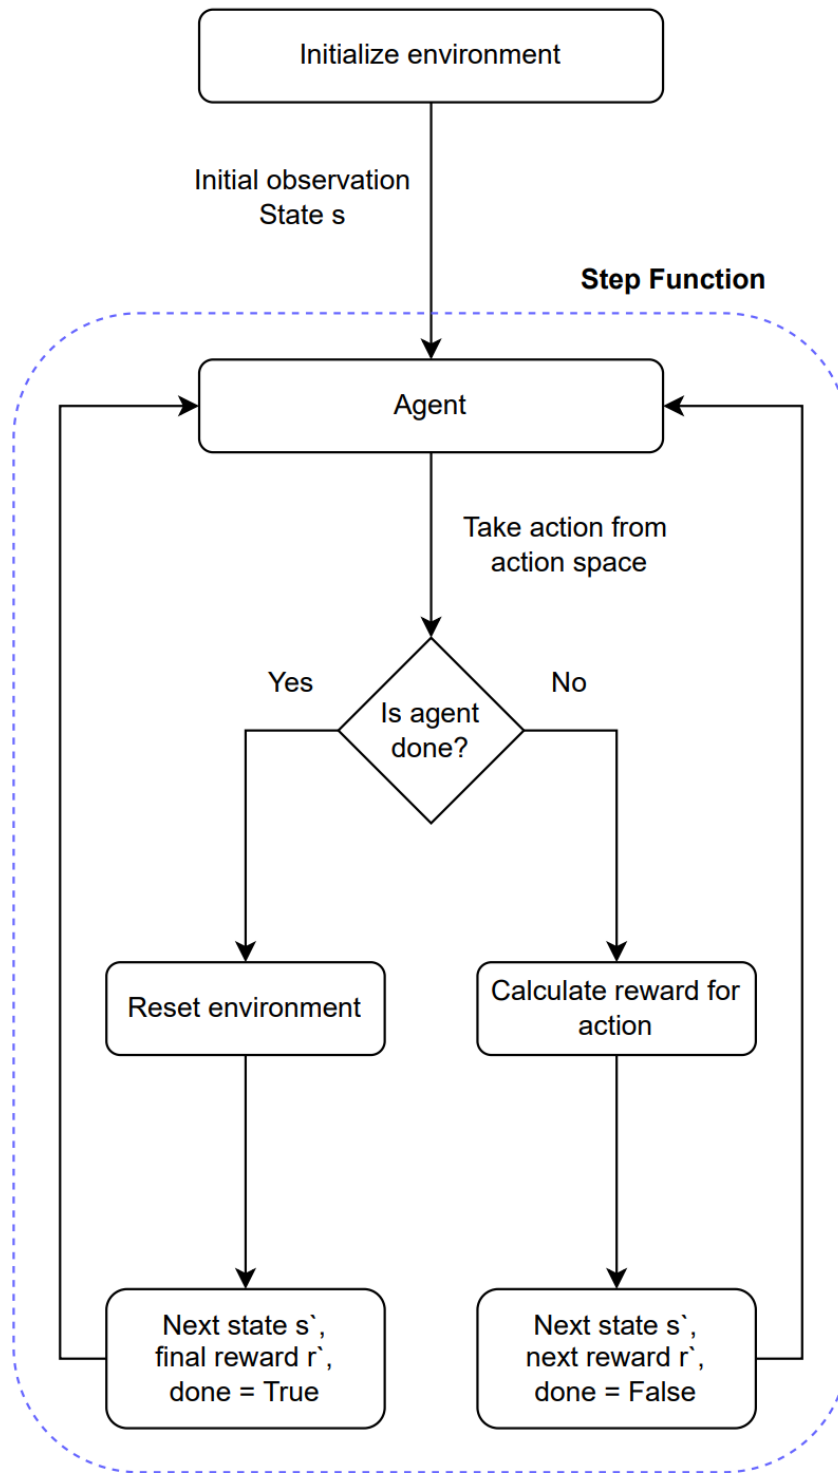 Initialize environment
Initial observation
State s
Step Function
Agent
Take action from
action space
Yes
No
Is agent
done?
Reset environment
Calculate reward for
action
Next state s`,
final reward r`,
done = True
Next state s`,
next reward r`,
done = False